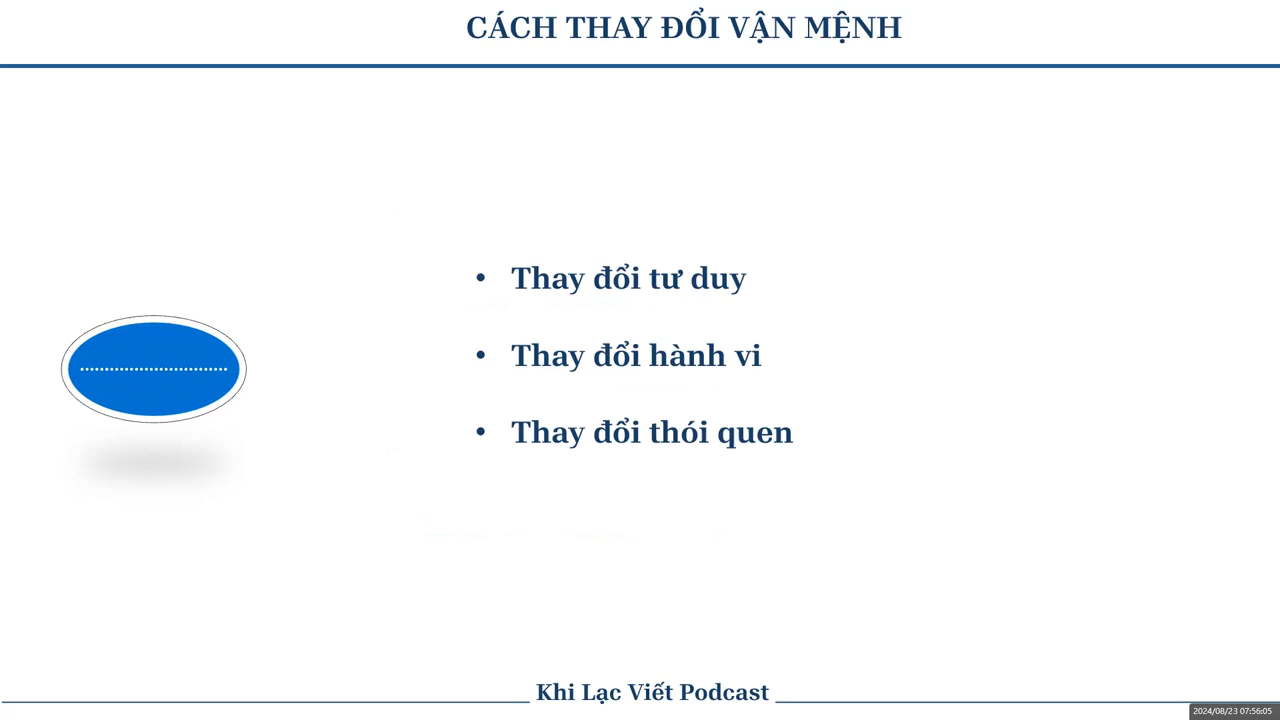 CÁCH THAY ĐỔI VẬN MỆNH
• Thay đổi tư duy
• Thay đổi hành vi
• Thay đổi thói quen
Khi Lạc Viết Podcast
2024/08/23 07:56:05